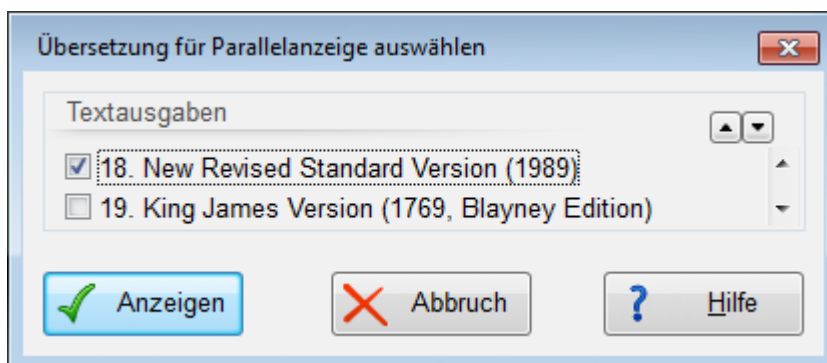 Übersetzung für Parallelanzeige auswählen
Textausgaben
18. New Revised Standard Version (1989)
19. King James Version (1769, Blayney Edition)
Anzeigen Abbruch ? Hilfe